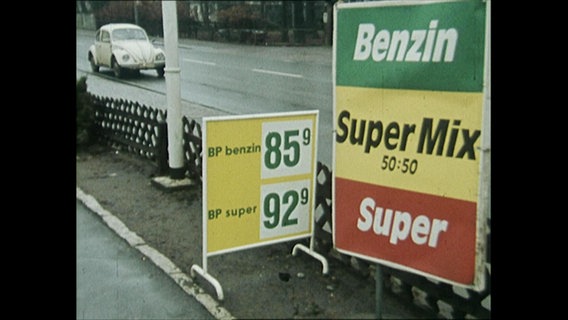 BP benzin 85⁹
BP super 92⁹
Benzin
Super Mix
50:50
Super